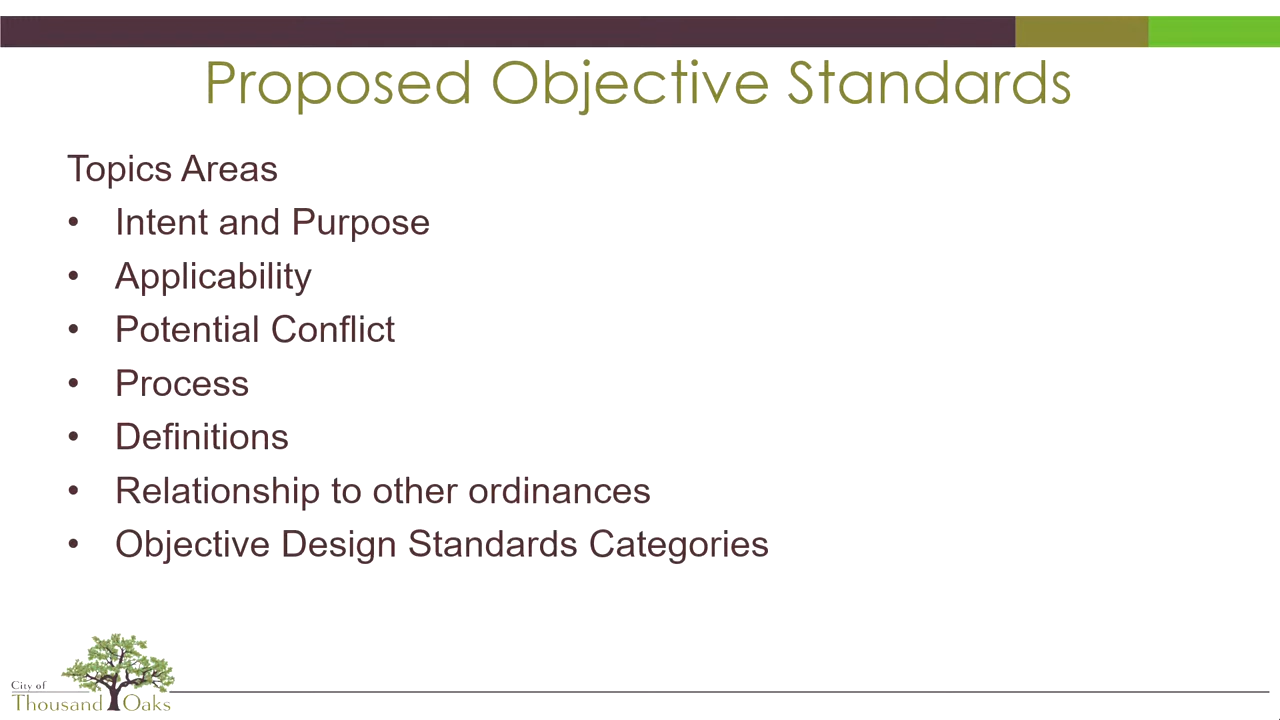 Proposed Objective Standards
Topics Areas
• Intent and Purpose
• Applicability
• Potential Conflict
• Process
• Definitions
• Relationship to other ordinances
• Objective Design Standards Categories
City of
Thousand Oaks